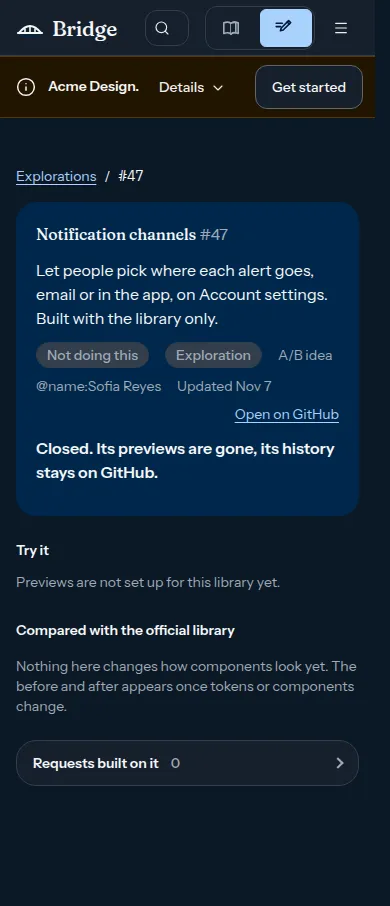 Bridge
Acme Design. Details Get started
Explorations / #47
Notification channels #47
Let people pick where each alert goes,
email or in the app, on Account settings.
Built with the library only.
Not doing this Exploration A/B idea
@name:Sofia Reyes Updated Nov 7
Open on GitHub
Closed. Its previews are gone, its history
stays on GitHub.
Try it
Previews are not set up for this library yet.
Compared with the official library
Nothing here changes how components look yet. The
before and after appears once tokens or components
change.
Requests built on it 0